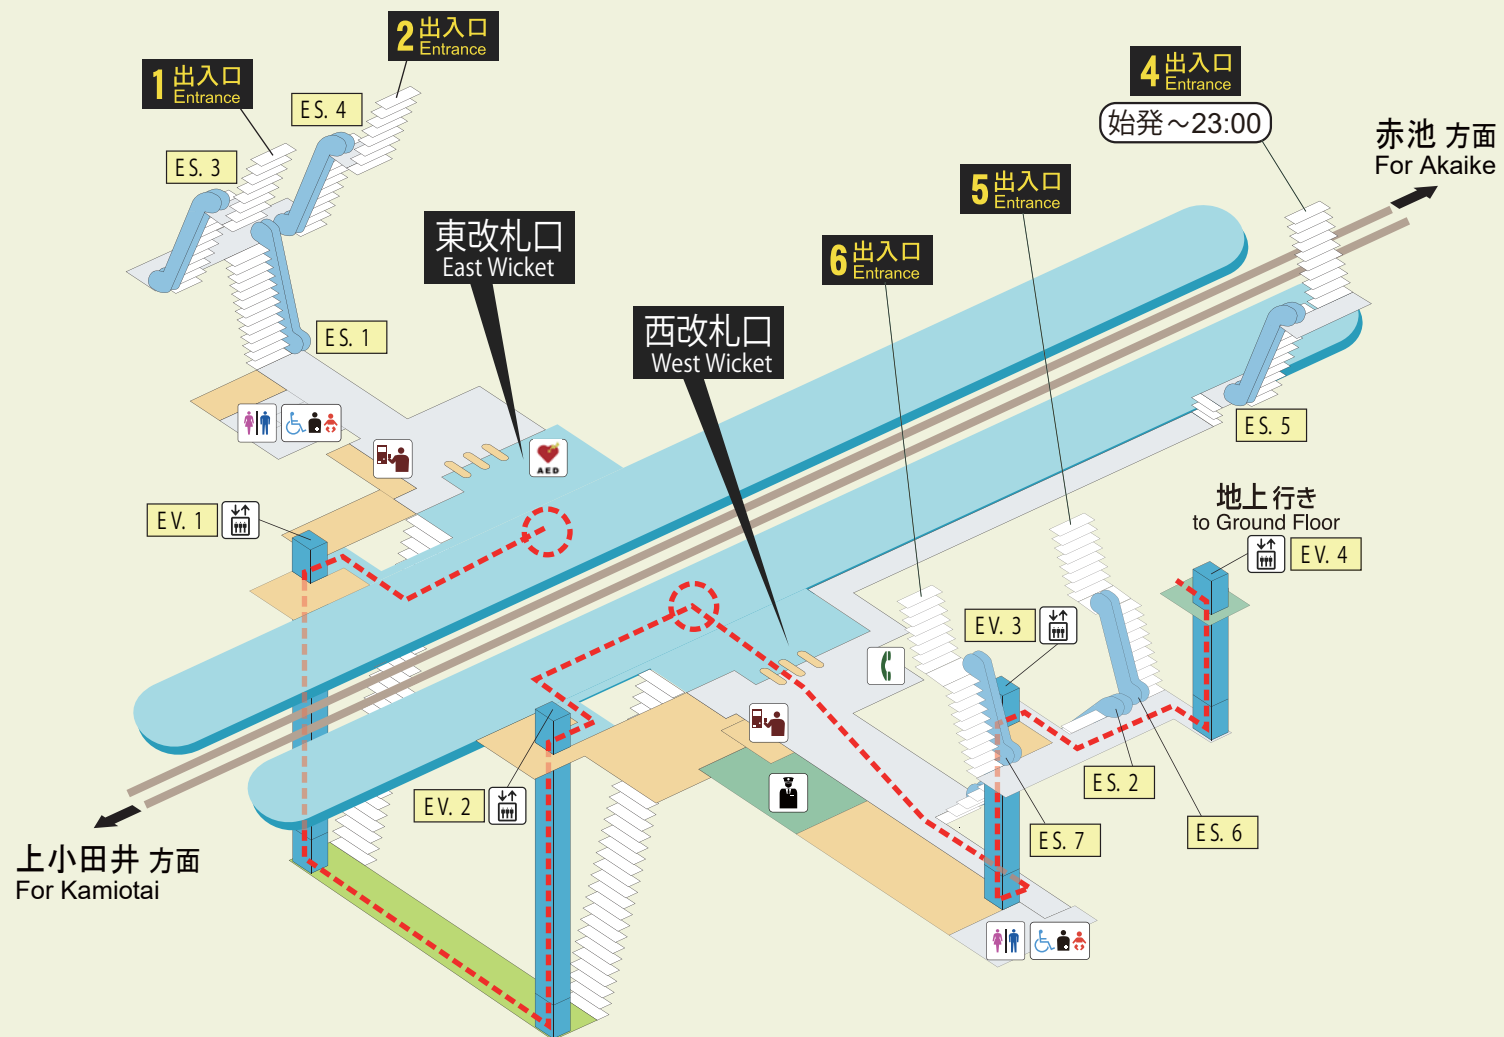 2 出入口
Entrance
1 出入口
Entrance
ES. 4
ES. 3
4 出入口
Entrance
始発～23:00
赤池 方面
For Akaike
5 出入口
Entrance
東改札口
East Wicket
6 出入口
Entrance
西改札口
West Wicket
ES. 1
ES. 5
AED
地上行き
to Ground Floor
EV. 1
EV. 4
EV. 3
ES. 2
EV. 2
ES. 7
ES. 6
上小田井 方面
For Kamiotai